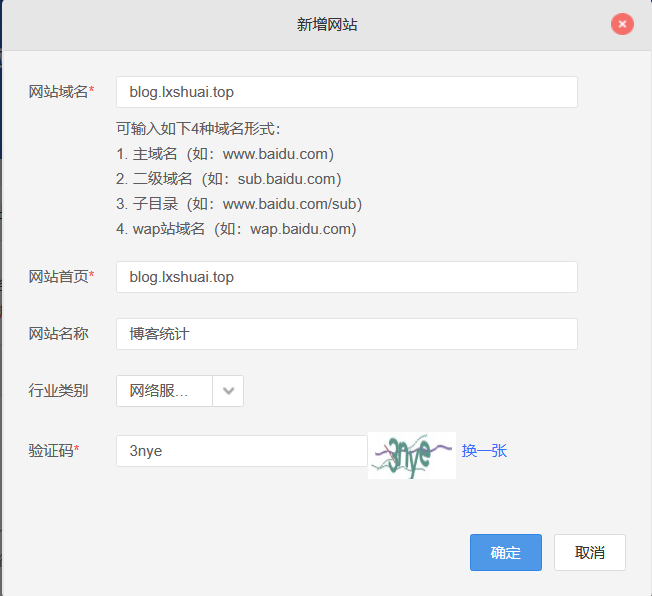 新增网站
网站域名* blog.lxshuai.top
可输入如下4种域名形式：
1. 主域名（如：www.baidu.com）
2. 二级域名（如：sub.baidu.com）
3. 子目录（如：www.baidu.com/sub）
4. wap站域名（如：wap.baidu.com）
网站首页* blog.lxshuai.top
网站名称 博客统计
行业类别 网络服...
验证码* 3nye 3nye 换一张
确定 取消